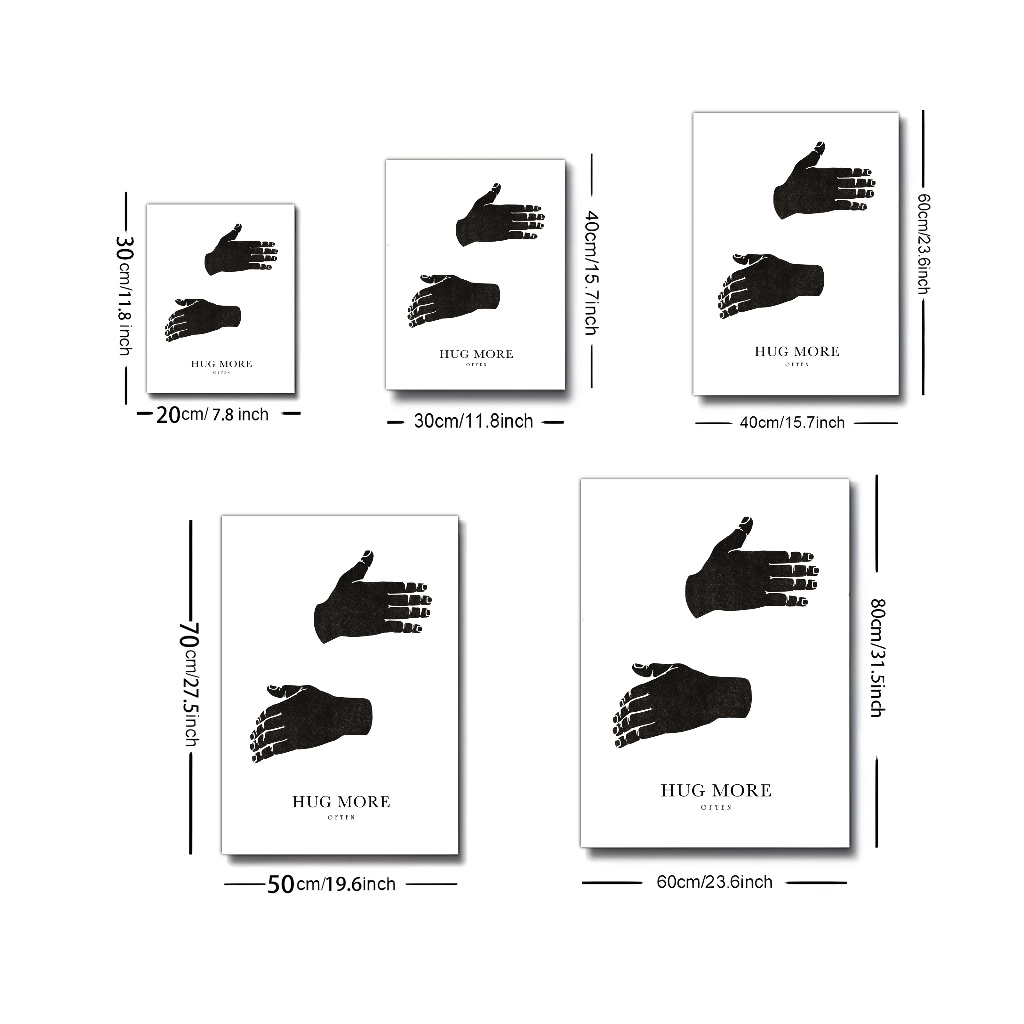 30cm/11.8 inch
HUG MORE
OFTEN
20cm/ 7.8 inch
40cm/15.7inch
HUG MORE
OFTEN
30cm/11.8inch
60cm/23.6inch
HUG MORE
OFTEN
40cm/15.7inch
70cm/27.5inch
HUG MORE
OFTEN
50cm/19.6inch
80cm/31.5inch
HUG MORE
OFTEN
60cm/23.6inch